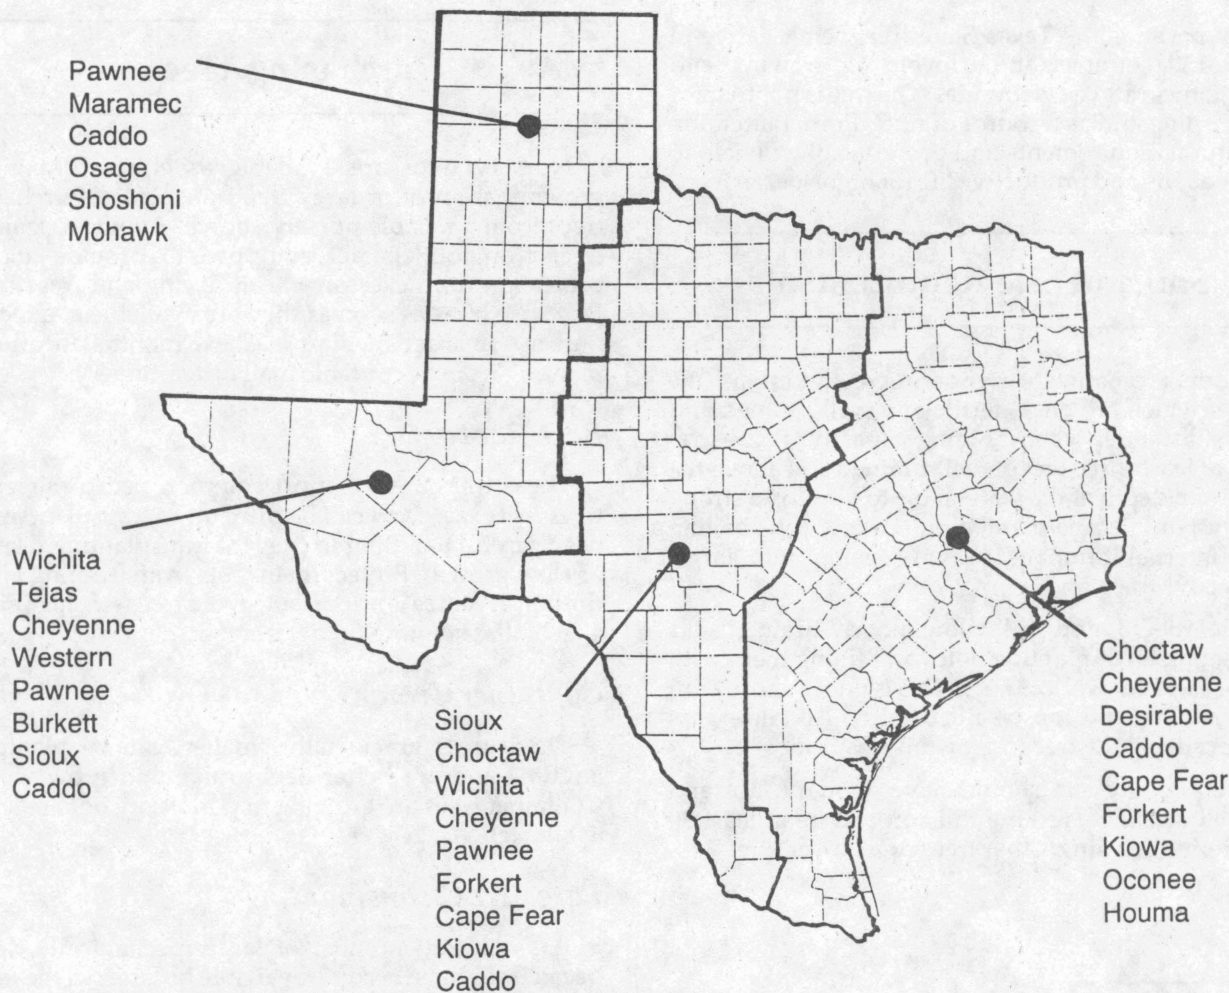 Pawnee
Maramec
Caddo
Osage
Shoshoni
Mohawk
Wichita
Tejas
Cheyenne
Western
Pawnee
Burkett
Sioux
Caddo
Sioux
Choctaw
Wichita
Cheyenne
Pawnee
Forkert
Cape Fear
Kiowa
Caddo
Choctaw
Cheyenne
Desirable
Caddo
Cape Fear
Forkert
Kiowa
Oconee
Houma